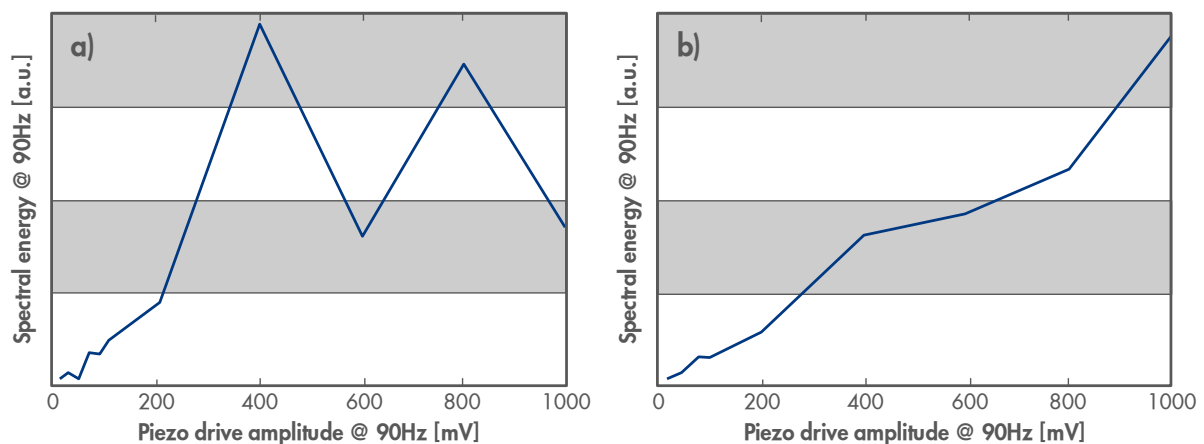 a)
Spectral energy @ 90Hz [a.u.]
0 200 400 600 800 1000
Piezo drive amplitude @ 90Hz [mV]
b)
Spectral energy @ 90Hz [a.u.]
0 200 400 600 800 1000
Piezo drive amplitude @ 90Hz [mV]